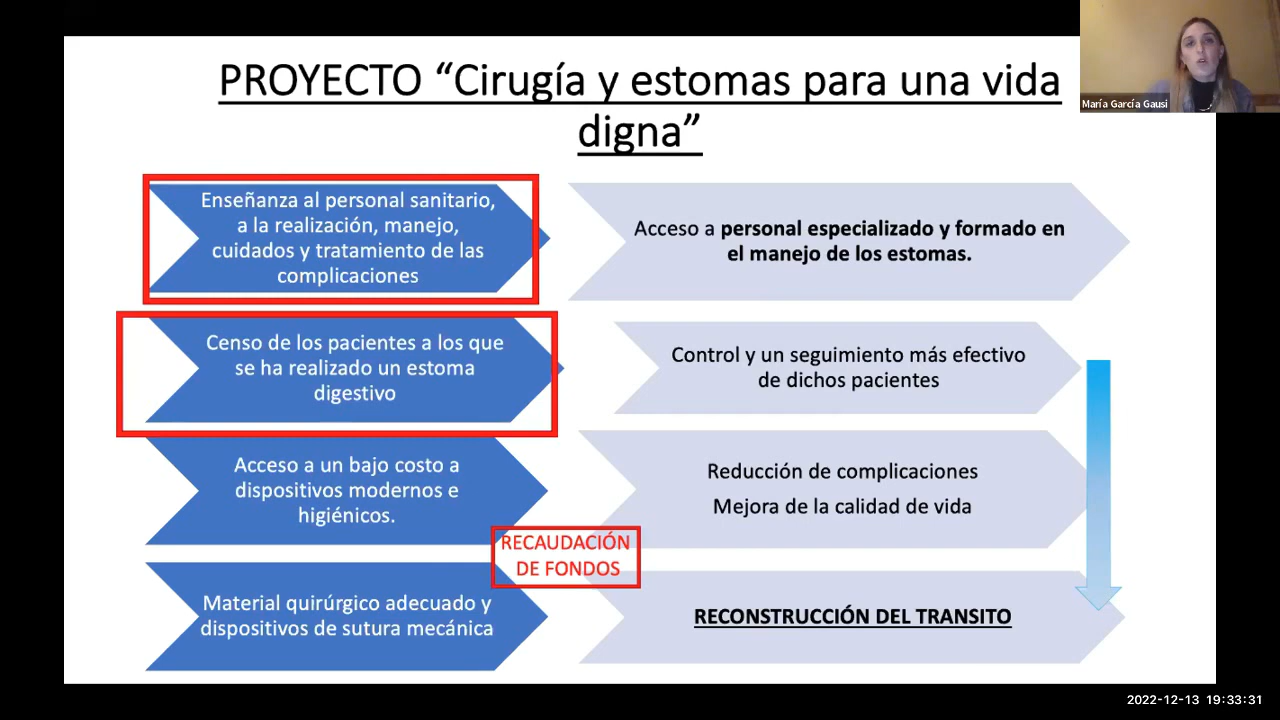 PROYECTO “Cirugía y estomas para una vida
digna”
María García Gausi
Enseñanza al personal sanitario,
a la realización, manejo,
cuidados y tratamiento de las
complicaciones
Acceso a personal especializado y formado en
el manejo de los estomas.
Censo de los pacientes a los que
se ha realizado un estoma
digestivo
Control y un seguimiento más efectivo
de dichos pacientes
Acceso a un bajo costo a
dispositivos modernos e
higiénicos.
Reducción de complicaciones
Mejora de la calidad de vida
RECAUDACIÓN
DE FONDOS
Material quirúrgico adecuado y
dispositivos de sutura mecánica
RECONSTRUCCIÓN DEL TRANSITO
2022-12-13 19:33:31